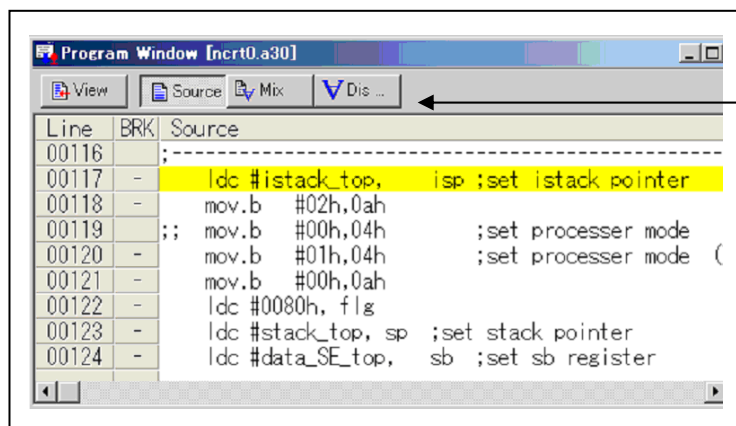 Program Window [ncrt0.a30]
View Source Mix Dis ...
Line BRK Source
00116 ;-------------------------------------------------
00117 - ldc #istack_top, isp ;set istack pointer
00118 - mov.b #02h,0ah
00119 ;; mov.b #00h,04h ;set processer mode
00120 - mov.b #01h,04h ;set processer mode (
00121 - mov.b #00h,0ah
00122 - ldc #0080h, flg
00123 - ldc #stack_top, sp ;set stack pointer
00124 - ldc #data_SE_top, sb ;set sb register